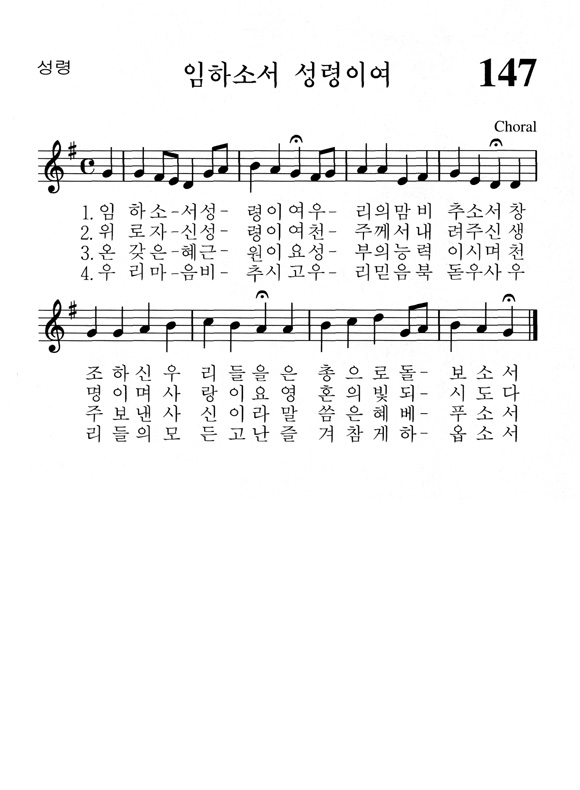 성령
임하소서 성령이여
147
Choral
1. 임 하소-서성- 령이여우- 리의맘비 추소서창
2. 위 로자-신성- 령이여천- 주께서내 려주신생
3. 온 갖은-혜근- 원이요성- 부의능력 이시며천
4. 우 리마-음비- 추시고우- 리믿음북 돋우사우
조하신우 리들을은 총으로돌- 보소서
명이며사 랑이요영 혼의빛되- 시도다
주보낸사 신이라말 씀은혜베- 푸소서
리들의모 든고난즐 겨참게하- 옵소서